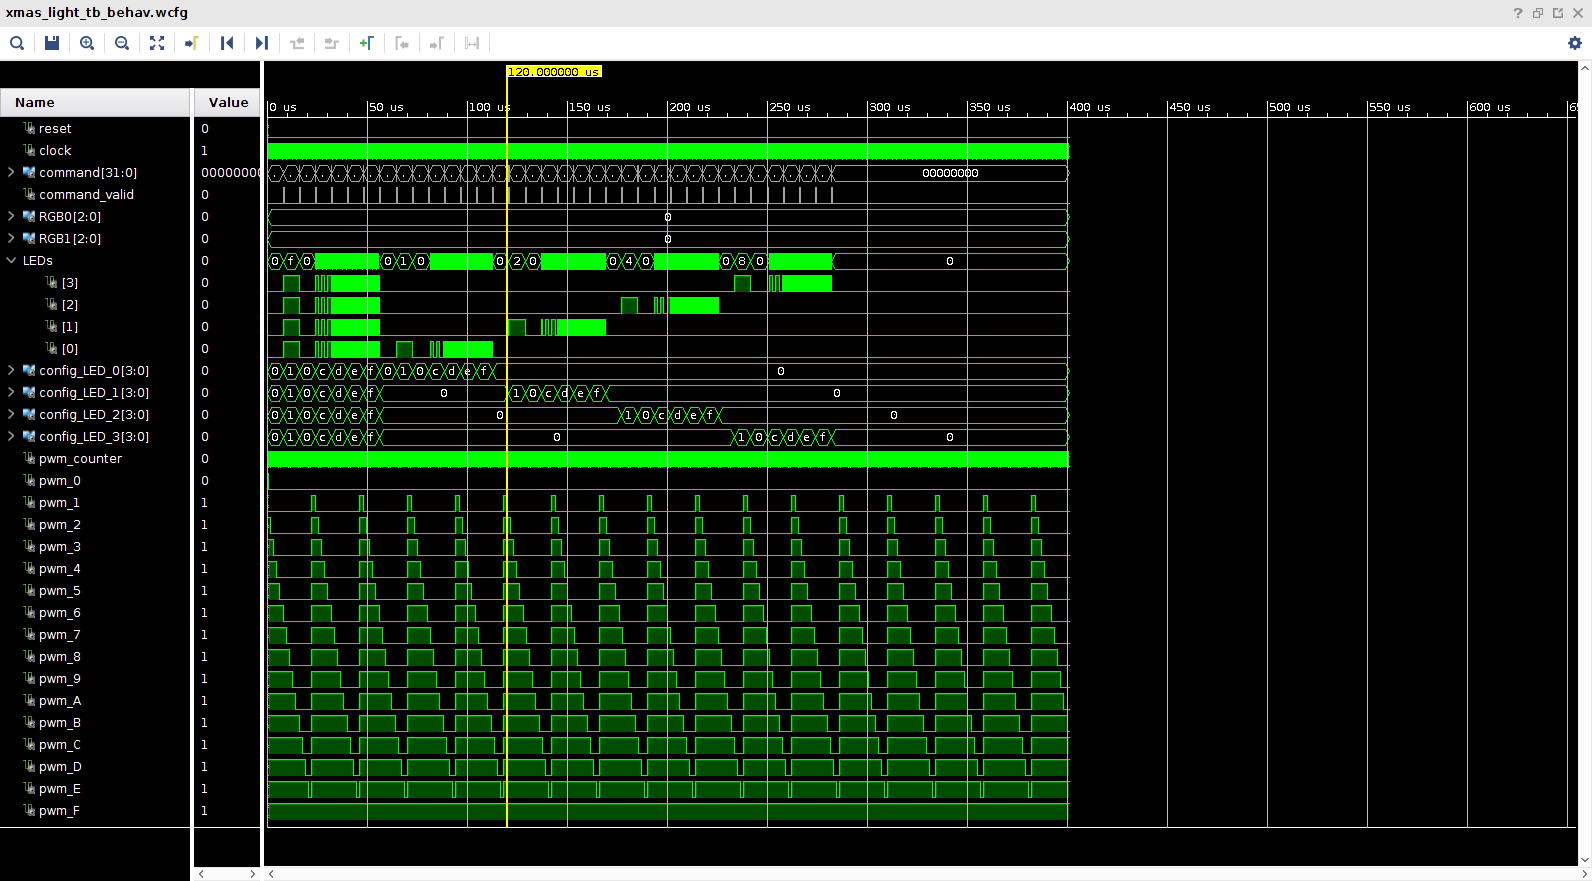 xmas_light_tb_behav.wcfg
120.000000 us
Name Value
0 us 50 us 100 us 150 us 200 us 250 us 300 us 350 us 400 us 450 us 500 us 550 us 600 us
reset 0
clock 1
command[31:0] 00000000 00000000
command_valid 0
RGB0[2:0] 0 0
RGB1[2:0] 0 0
LEDs 0 0 f 0 0 1 0 0 2 0 0 4 0 0 8 0 0
[3] 0
[2] 0
[1] 0
[0] 0
config_LED_0[3:0] 0 0 1 0 c d e f 0 1 0 c d e f 0
config_LED_1[3:0] 0 0 1 0 c d e f 0 1 0 c d e f 0
config_LED_2[3:0] 0 0 1 0 c d e f 0 1 0 c d e f 0
config_LED_3[3:0] 0 0 1 0 c d e f 0 1 0 c d e f 0
pwm_counter 0
pwm_0 0
pwm_1 1
pwm_2 1
pwm_3 1
pwm_4 1
pwm_5 1
pwm_6 1
pwm_7 1
pwm_8 1
pwm_9 1
pwm_A 1
pwm_B 1
pwm_C 1
pwm_D 1
pwm_E 1
pwm_F 1